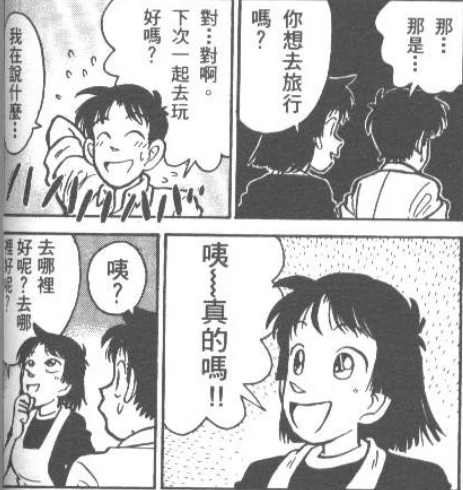 那…
那是…
你想去旅行
嗎?
對…對啊。
下次一起去玩
好嗎?
我在說什麼…
咦~~真的嗎!!
咦?
去哪裡
好呢?去哪
裡好呢?